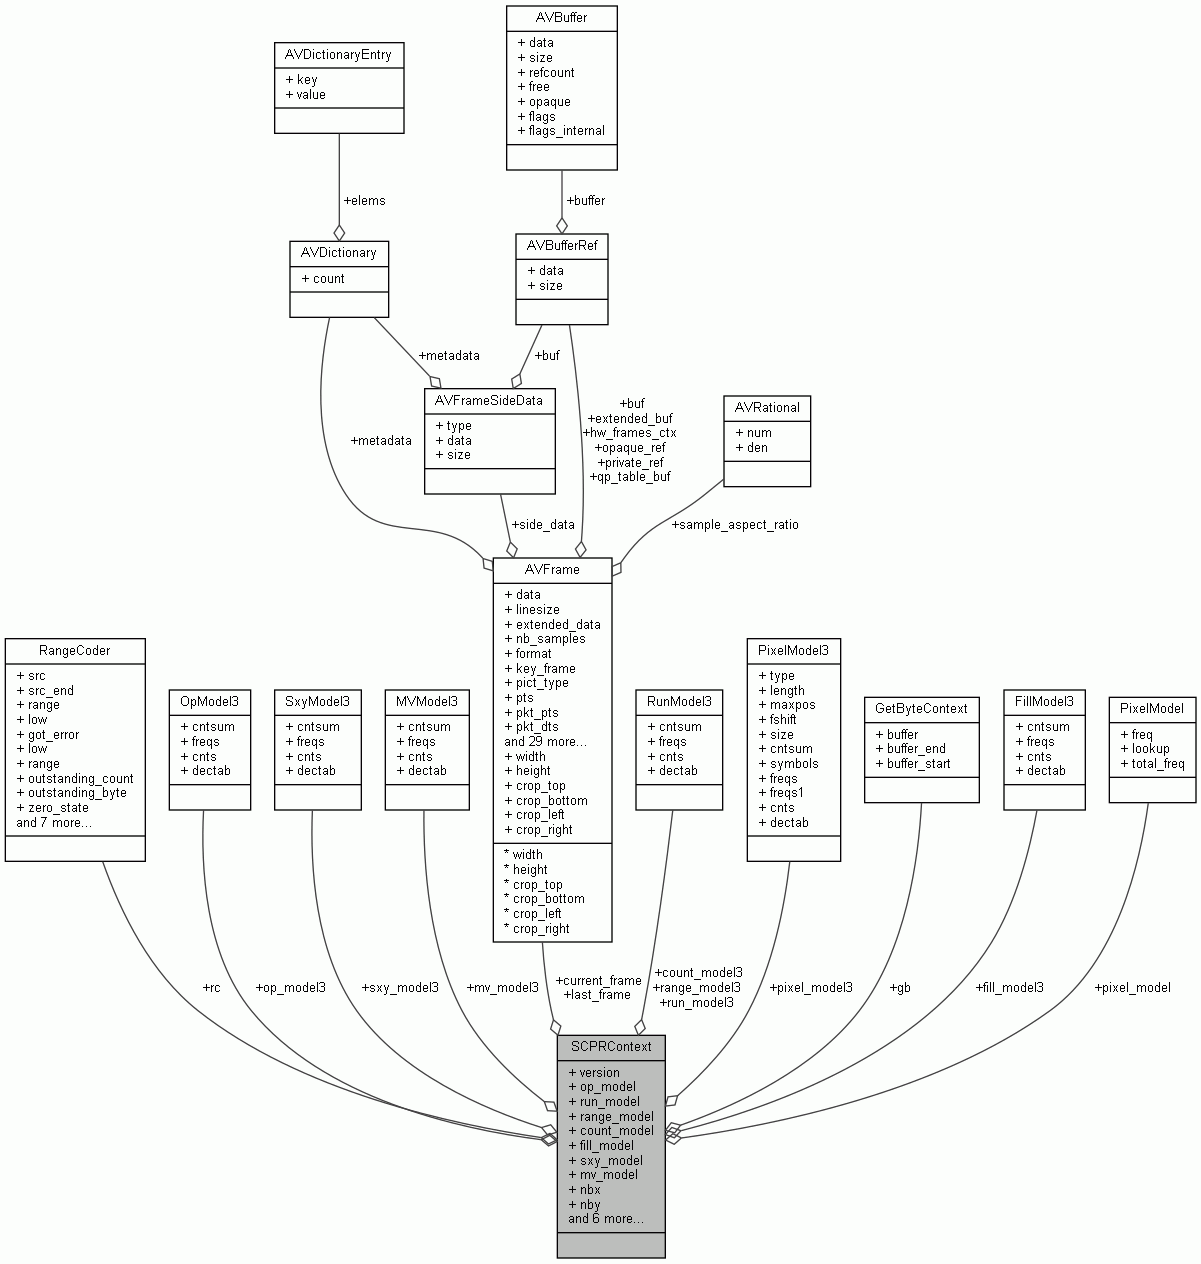 AVBuffer
+ data
+ size
+ refcount
+ free
+ opaque
+ flags
+ flags_internal
AVDictionaryEntry
+ key
+ value
+elems
+buffer
AVDictionary
+ count
AVBufferRef
+ data
+ size
+metadata
+buf
AVFrameSideData
+ type
+ data
+ size
+metadata
+buf
+extended_buf
+hw_frames_ctx
+opaque_ref
+private_ref
+qp_table_buf
AVRational
+ num
+ den
+side_data
+sample_aspect_ratio
AVFrame
+ data
+ linesize
+ extended_data
+ nb_samples
+ format
+ key_frame
+ pict_type
+ pts
+ pkt_pts
+ pkt_dts
and 29 more...
+ width
+ height
+ crop_top
+ crop_bottom
+ crop_left
+ crop_right
* width
* height
* crop_top
* crop_bottom
* crop_left
* crop_right
RangeCoder
+ src
+ src_end
+ range
+ low
+ got_error
+ low
+ range
+ outstanding_count
+ outstanding_byte
+ zero_state
and 7 more...
OpModel3
+ cntsum
+ freqs
+ cnts
+ dectab
SxyModel3
+ cntsum
+ freqs
+ cnts
+ dectab
MVModel3
+ cntsum
+ freqs
+ cnts
+ dectab
RunModel3
+ cntsum
+ freqs
+ cnts
+ dectab
PixelModel3
+ type
+ length
+ maxpos
+ fshift
+ size
+ cntsum
+ symbols
+ freqs
+ freqs1
+ cnts
+ dectab
GetByteContext
+ buffer
+ buffer_end
+ buffer_start
FillModel3
+ cntsum
+ freqs
+ cnts
+ dectab
PixelModel
+ freq
+ lookup
+ total_freq
+rc
+op_model3
+sxy_model3
+mv_model3
+current_frame
+last_frame
+count_model3
+range_model3
+run_model3
+pixel_model3
+gb
+fill_model3
+pixel_model
SCPRContext
+ version
+ op_model
+ run_model
+ range_model
+ count_model
+ fill_model
+ sxy_model
+ mv_model
+ nbx
+ nby
and 6 more...